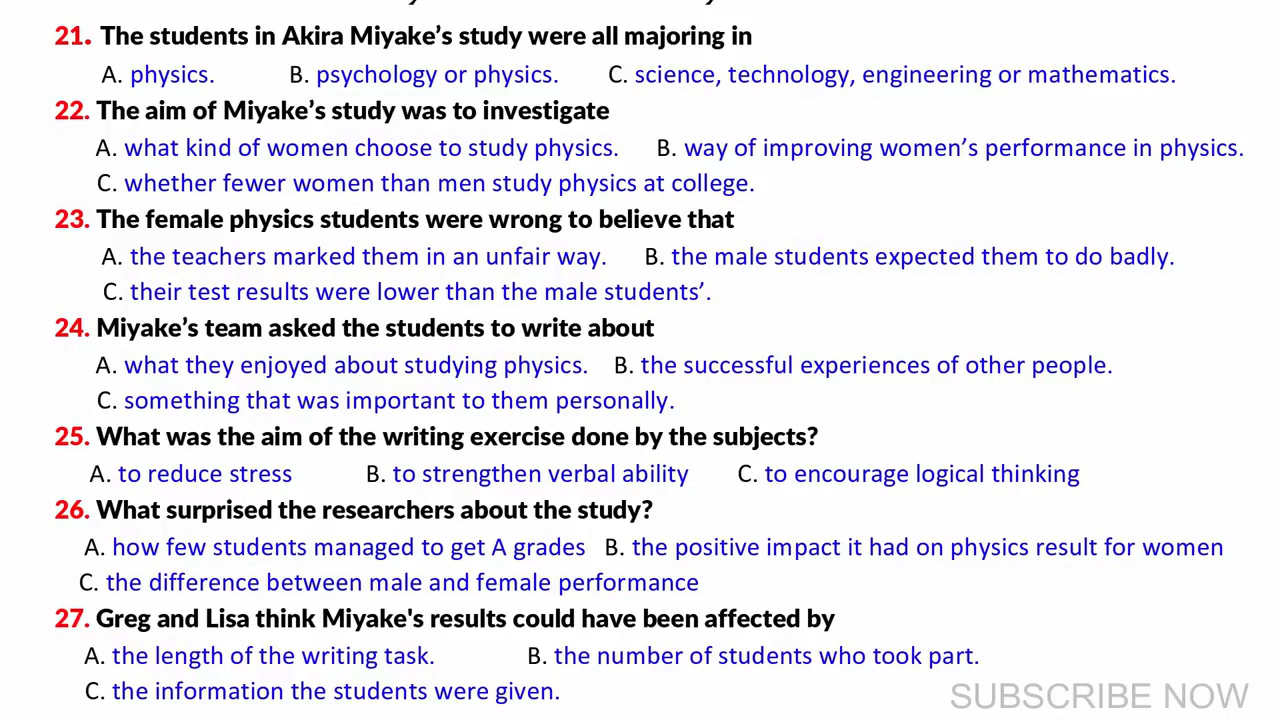 21. The students in Akira Miyake’s study were all majoring in
A. physics. B. psychology or physics. C. science, technology, engineering or mathematics.
22. The aim of Miyake’s study was to investigate
A. what kind of women choose to study physics. B. way of improving women’s performance in physics.
C. whether fewer women than men study physics at college.
23. The female physics students were wrong to believe that
A. the teachers marked them in an unfair way. B. the male students expected them to do badly.
C. their test results were lower than the male students’.
24. Miyake’s team asked the students to write about
A. what they enjoyed about studying physics. B. the successful experiences of other people.
C. something that was important to them personally.
25. What was the aim of the writing exercise done by the subjects?
A. to reduce stress B. to strengthen verbal ability C. to encourage logical thinking
26. What surprised the researchers about the study?
A. how few students managed to get A grades B. the positive impact it had on physics result for women
C. the difference between male and female performance
27. Greg and Lisa think Miyake's results could have been affected by
A. the length of the writing task. B. the number of students who took part.
C. the information the students were given.
SUBSCRIBE NOW